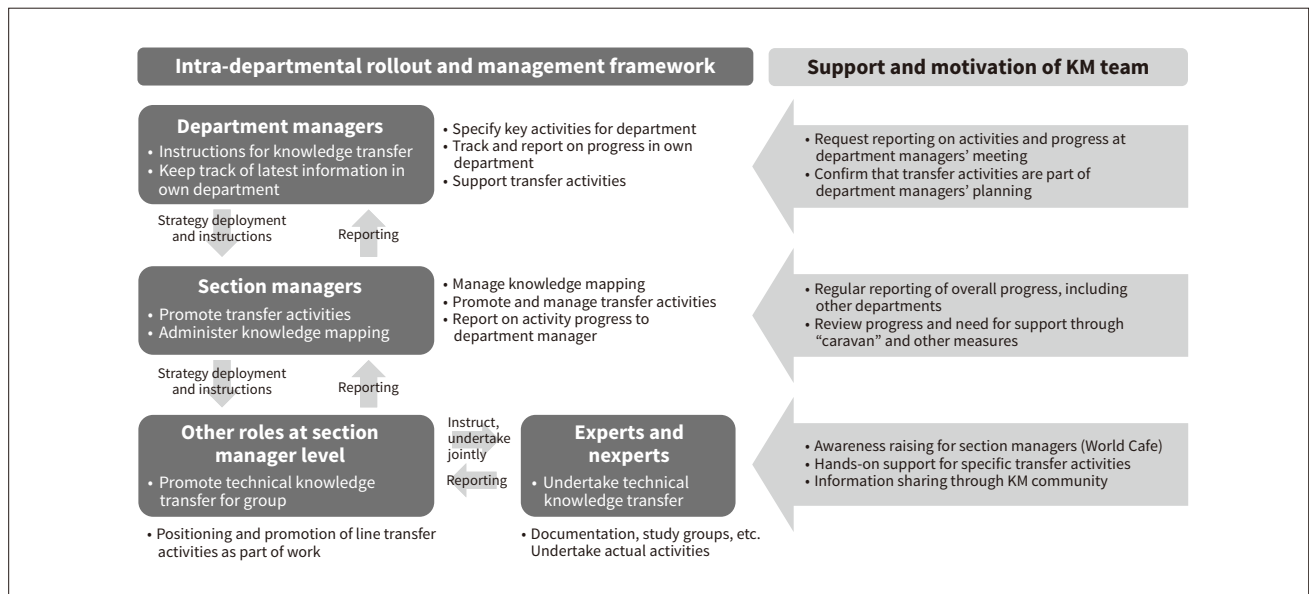 Intra-departmental rollout and management framework
Support and motivation of KM team
Department managers
• Instructions for knowledge transfer
• Keep track of latest information in
own department
• Specify key activities for department
• Track and report on progress in own
department
• Support transfer activities
• Request reporting on activities and progress at
department managers’ meeting
• Confirm that transfer activities are part of
department managers’ planning
Strategy deployment
and instructions
Reporting
Section managers
• Promote transfer activities
• Administer knowledge mapping
• Manage knowledge mapping
• Promote and manage transfer activities
• Report on activity progress to
department manager
• Regular reporting of overall progress, including
other departments
• Review progress and need for support through
“caravan” and other measures
Strategy deployment
and instructions
Reporting
Other roles at section
manager level
• Promote technical knowledge
transfer for group
Instruct,
undertake
jointly
Reporting
Experts and
nexperts
• Undertake technical
knowledge transfer
• Awareness raising for section managers (World Cafe)
• Hands-on support for specific transfer activities
• Information sharing through KM community
• Positioning and promotion of line transfer
activities as part of work
• Documentation, study groups, etc.
Undertake actual activities